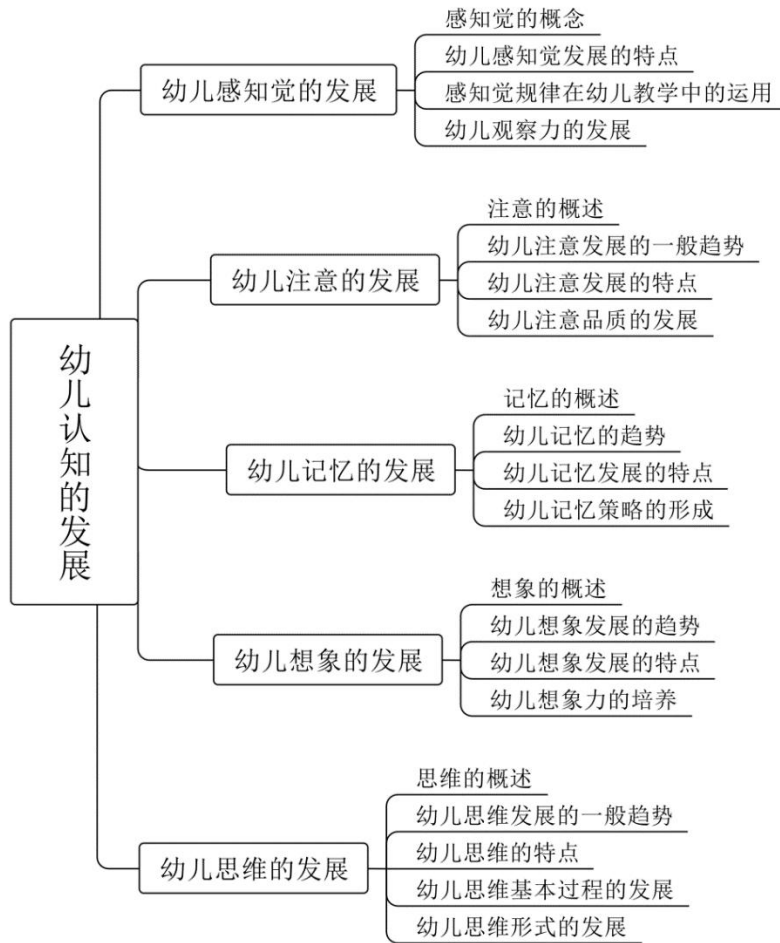 幼儿认知的发展
幼儿感知觉的发展
感知觉的概念
幼儿感知觉发展的特点
感知觉规律在幼儿教学中的运用
幼儿观察力的发展
幼儿注意的发展
注意的概述
幼儿注意发展的一般趋势
幼儿注意发展的特点
幼儿注意品质的发展
幼儿记忆的发展
记忆的概述
幼儿记忆的趋势
幼儿记忆发展的特点
幼儿记忆策略的形成
幼儿想象的发展
想象的概述
幼儿想象发展的趋势
幼儿想象发展的特点
幼儿想象力的培养
幼儿思维的发展
思维的概述
幼儿思维发展的一般趋势
幼儿思维的特点
幼儿思维基本过程的发展
幼儿思维形式的发展